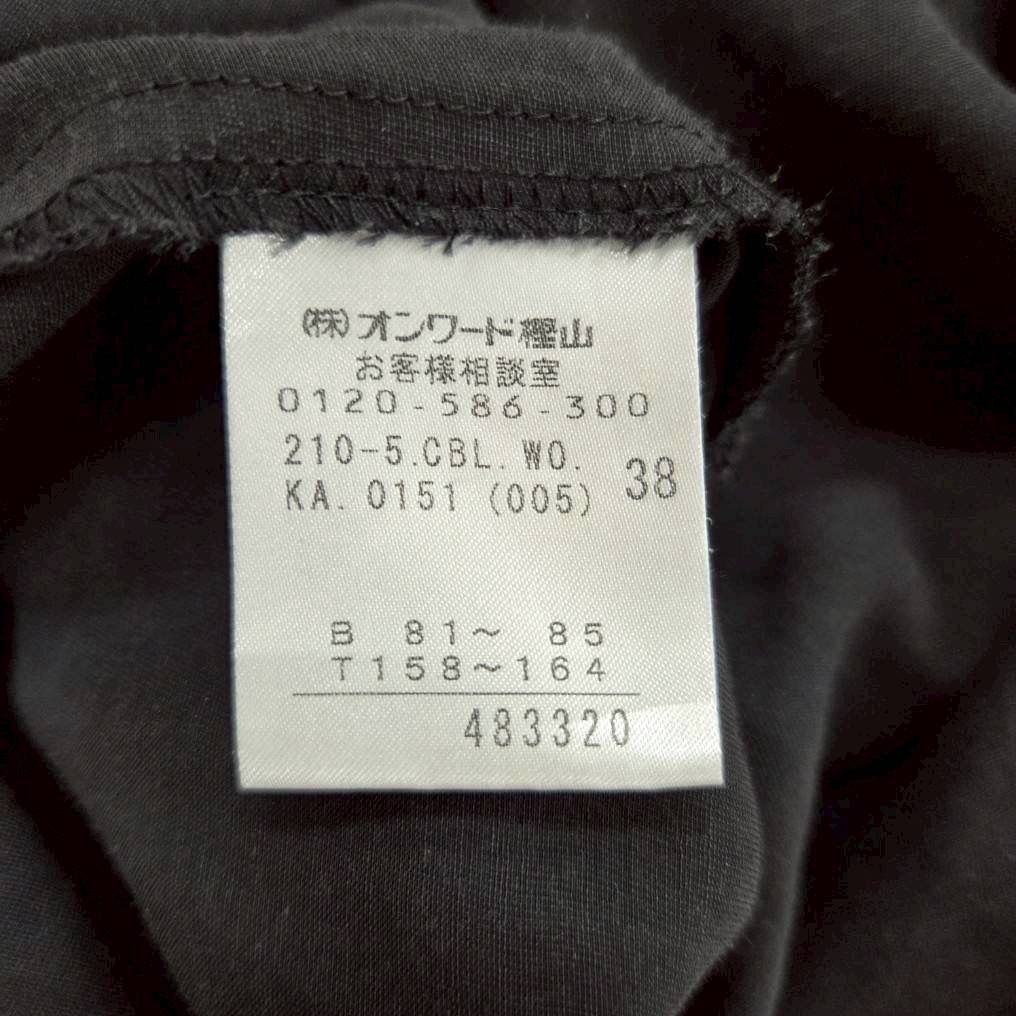 (株)オンワード樫山
お客様相談室
0120-586-300
210-5.CBL.WO.
KA.0151 (005) 38
B 81～ 85
T158～164
483320